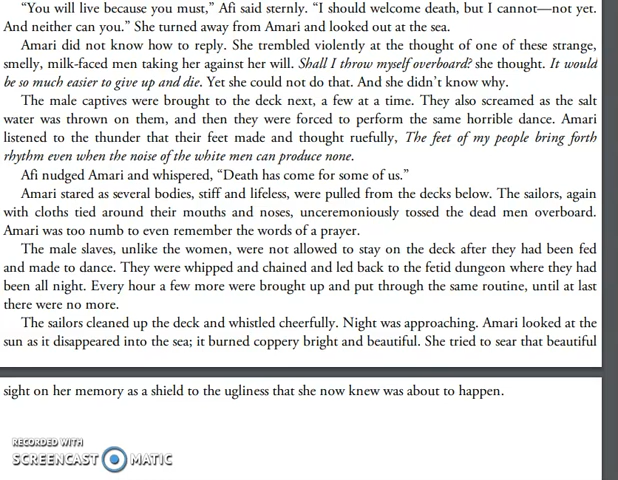 “You will live because you must,” Afi said sternly. “I should welcome death, but I cannot—not yet.
And neither can you.” She turned away from Amari and looked out at the sea.
Amari did not know how to reply. She trembled violently at the thought of one of these strange,
smelly, milk-faced men taking her against her will. Shall I throw myself overboard? she thought. It would
be so much easier to give up and die. Yet she could not do that. And she didn’t know why.
The male captives were brought to the deck next, a few at a time. They also screamed as the salt
water was thrown on them, and then they were forced to perform the same horrible dance. Amari
listened to the thunder that their feet made and thought ruefully, The feet of my people bring forth
rhythm even when the noise of the white men can produce none.
Afi nudged Amari and whispered, “Death has come for some of us.”
Amari stared as several bodies, stiff and lifeless, were pulled from the decks below. The sailors, again
with cloths tied around their mouths and noses, unceremoniously tossed the dead men overboard.
Amari was too numb to even remember the words of a prayer.
The male slaves, unlike the women, were not allowed to stay on the deck after they had been fed
and made to dance. They were whipped and chained and led back to the fetid dungeon where they had
been all night. Every hour a few more were brought up and put through the same routine, until at last
there were no more.
The sailors cleaned up the deck and whistled cheerfully. Night was approaching. Amari looked at the
sun as it disappeared into the sea; it burned coppery bright and beautiful. She tried to sear that beautiful
sight on her memory as a shield to the ugliness that she now knew was about to happen.
RECORDED WITH
SCREENCAST MATIC